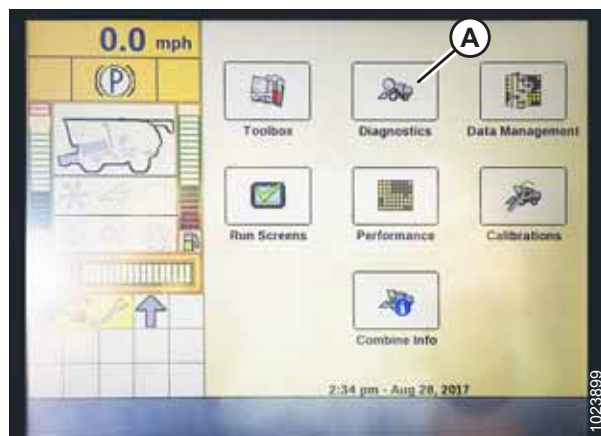 0.0 mph
A
(P)
Toolbox
Diagnostics
Data Management
Run Screens
Performance
Calibrations
Combine Info
2:34 pm - Aug 28, 2017
1023899